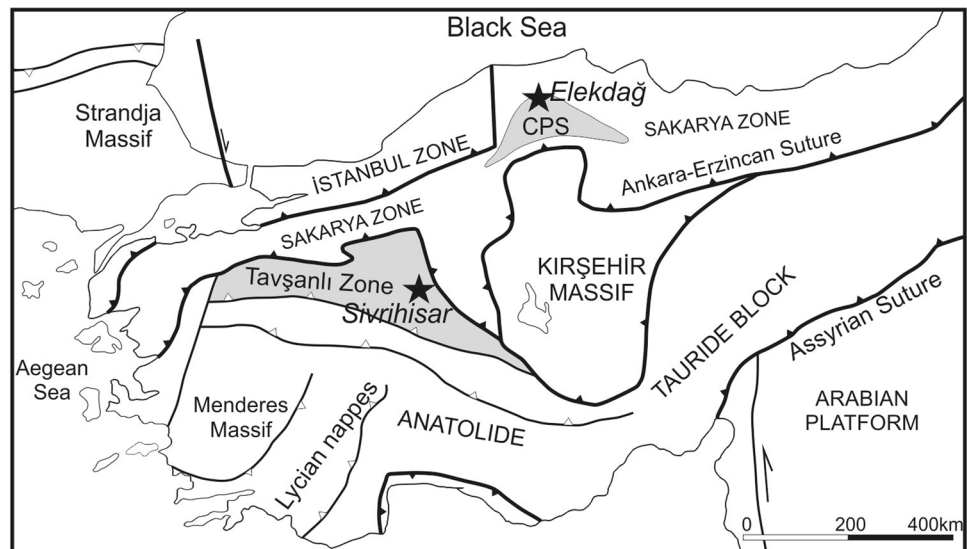 Black Sea
Strandja
Massif
Elekdağ
CPS
SAKARYA ZONE
İSTANBUL ZONE
Ankara-Erzincan Suture
SAKARYA ZONE
Tavşanlı Zone
Sivrihisar
KIRŞEHİR
MASSIF
TAURIDE BLOCK
Assyrian Suture
Aegean
Sea
Menderes
Massif
Lycian nappes
ANATOLIDE
ARABIAN
PLATFORM
0 200 400km